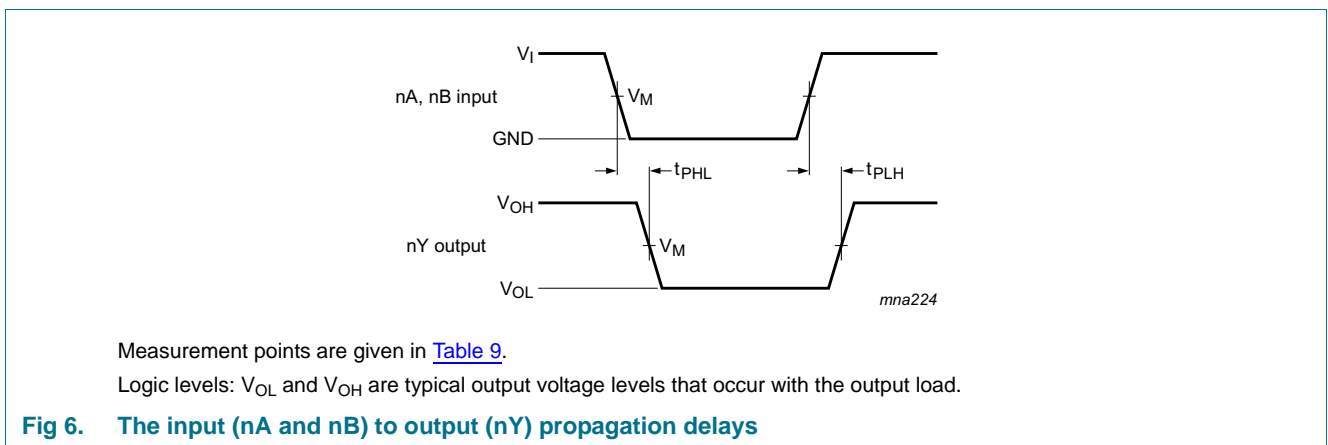 V_I
nA, nB input
V_M
GND
t_PHL
t_PLH
V_OH
nY output
V_M
V_OL
mna224
Measurement points are given in Table 9.
Logic levels: V_OL and V_OH are typical output voltage levels that occur with the output load.
Fig 6. The input (nA and nB) to output (nY) propagation delays